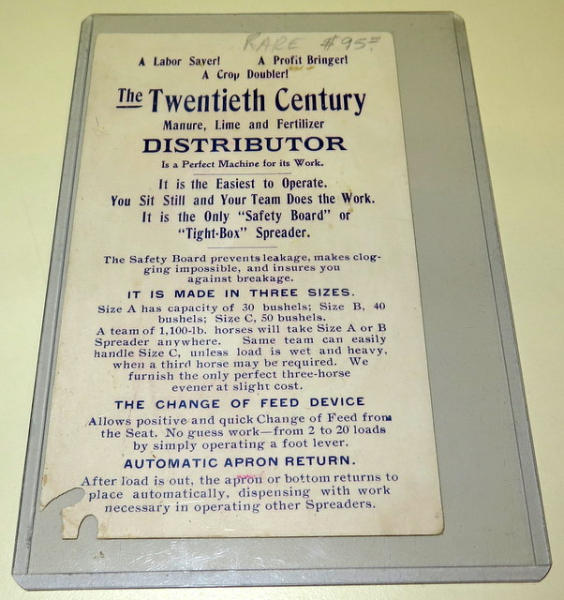 RARE $95=
A Labor Saver! A Profit Bringer!
A Crop Doubler!
The Twentieth Century
Manure, Lime and Fertilizer
DISTRIBUTOR
Is a Perfect Machine for its Work.
It is the Easiest to Operate.
You Sit Still and Your Team Does the Work.
It is the Only "Safety Board" or
"Tight-Box" Spreader.
The Safety Board prevents leakage, makes clog-
ging impossible, and insures you
against breakage.
IT IS MADE IN THREE SIZES.
Size A has capacity of 30 bushels; Size B, 40
bushels; Size C, 50 bushels.
A team of 1,100-lb. horses will take Size A or B
Spreader anywhere. Same team can easily
handle Size C, unless load is wet and heavy,
when a third horse may be required. We
furnish the only perfect three-horse
evener at slight cost.
THE CHANGE OF FEED DEVICE
Allows positive and quick Change of Feed from
the Seat. No guess work—from 2 to 20 loads
by simply operating a foot lever.
AUTOMATIC APRON RETURN.
After load is out, the apron or bottom returns to
place automatically, dispensing with work
necessary in operating other Spreaders.